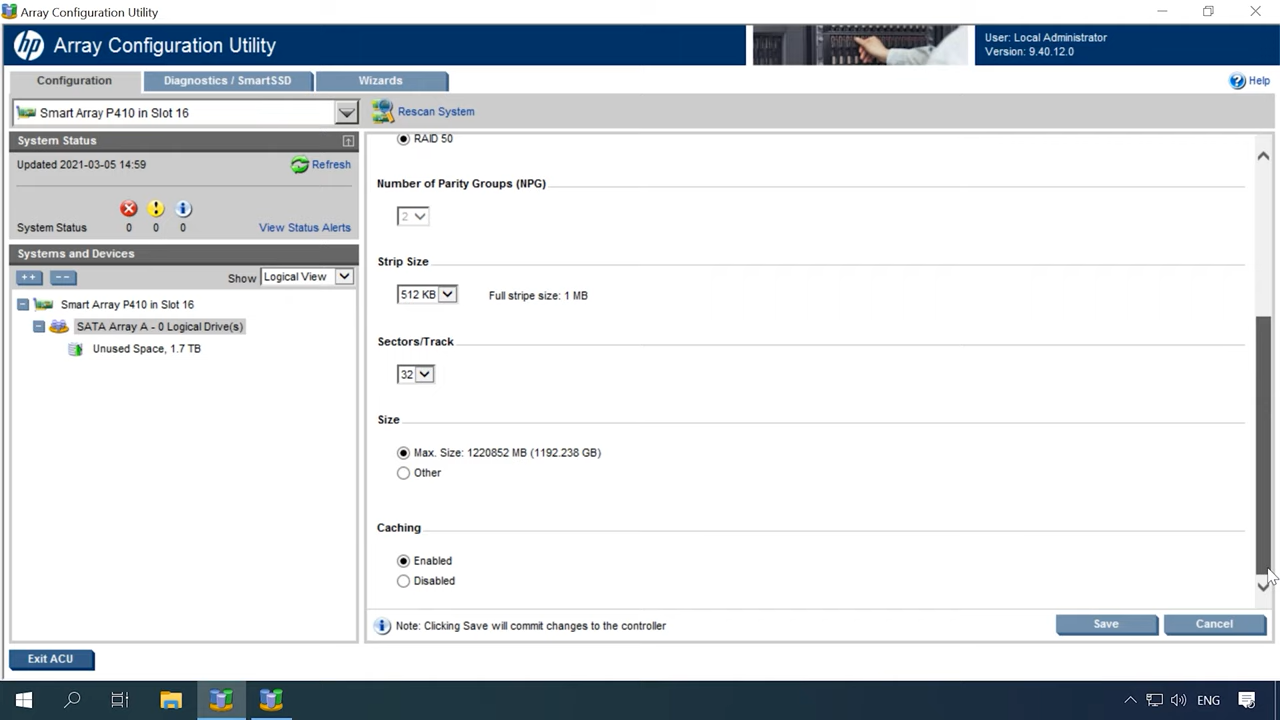 Array Configuration Utility
hp Array Configuration Utility
User: Local Administrator
Version: 9.40.12.0
Configuration
Diagnostics / SmartSSD
Wizards
Help
Smart Array P410 in Slot 16
Rescan System
System Status
Updated 2021-03-05 14:59
Refresh
System Status 0 0 0 View Status Alerts
Systems and Devices
Show Logical View
Smart Array P410 in Slot 16
SATA Array A - 0 Logical Drive(s)
Unused Space, 1.7 TB
RAID 50
Number of Parity Groups (NPG)
2
Strip Size
512 KB Full stripe size: 1 MB
Sectors/Track
32
Size
Max. Size: 1220852 MB (1192.238 GB)
Other
Caching
Enabled
Disabled
Note: Clicking Save will commit changes to the controller
Save
Cancel
Exit ACU
ENG